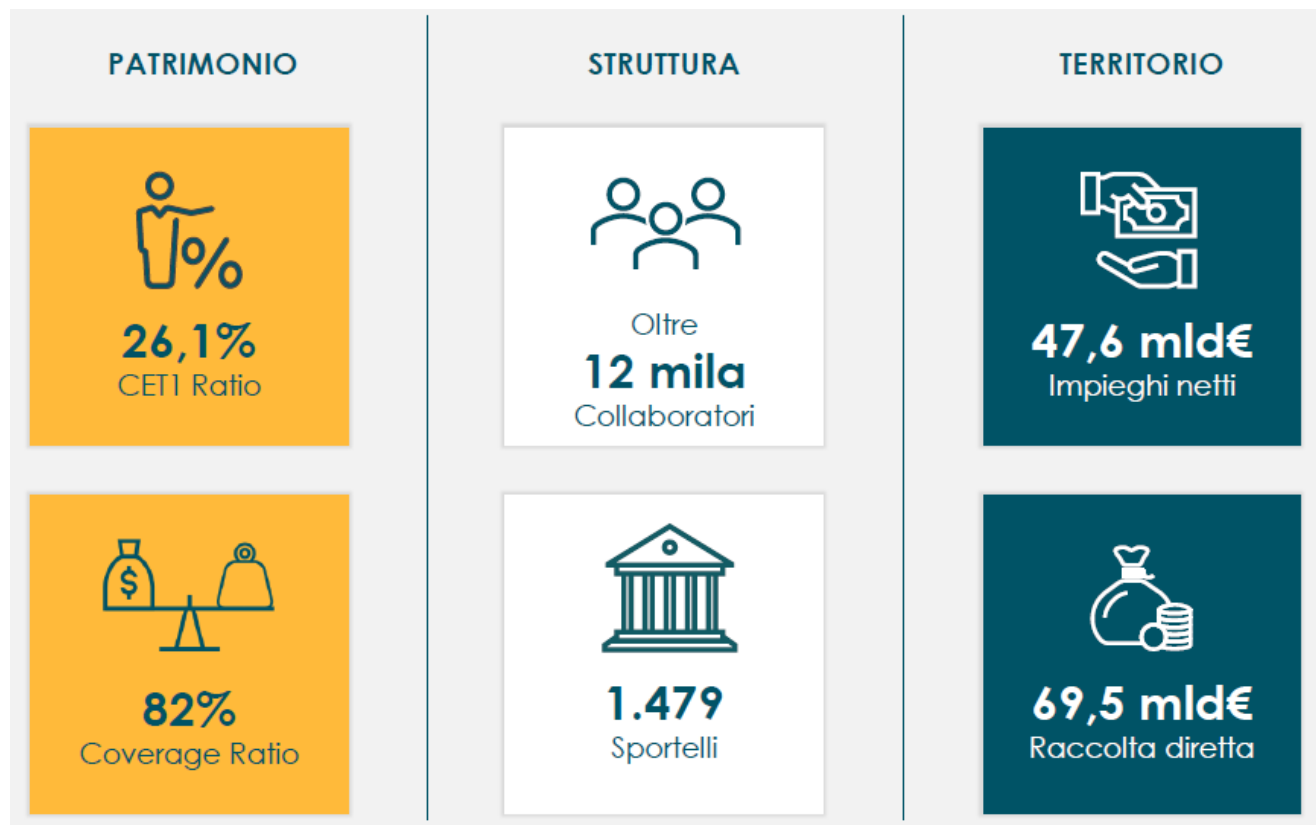 PATRIMONIO
26,1%
CET1 Ratio
82%
Coverage Ratio
STRUTTURA
Oltre
12 mila
Collaboratori
1.479
Sportelli
TERRITORIO
47,6 mld€
Impieghi netti
69,5 mld€
Raccolta diretta